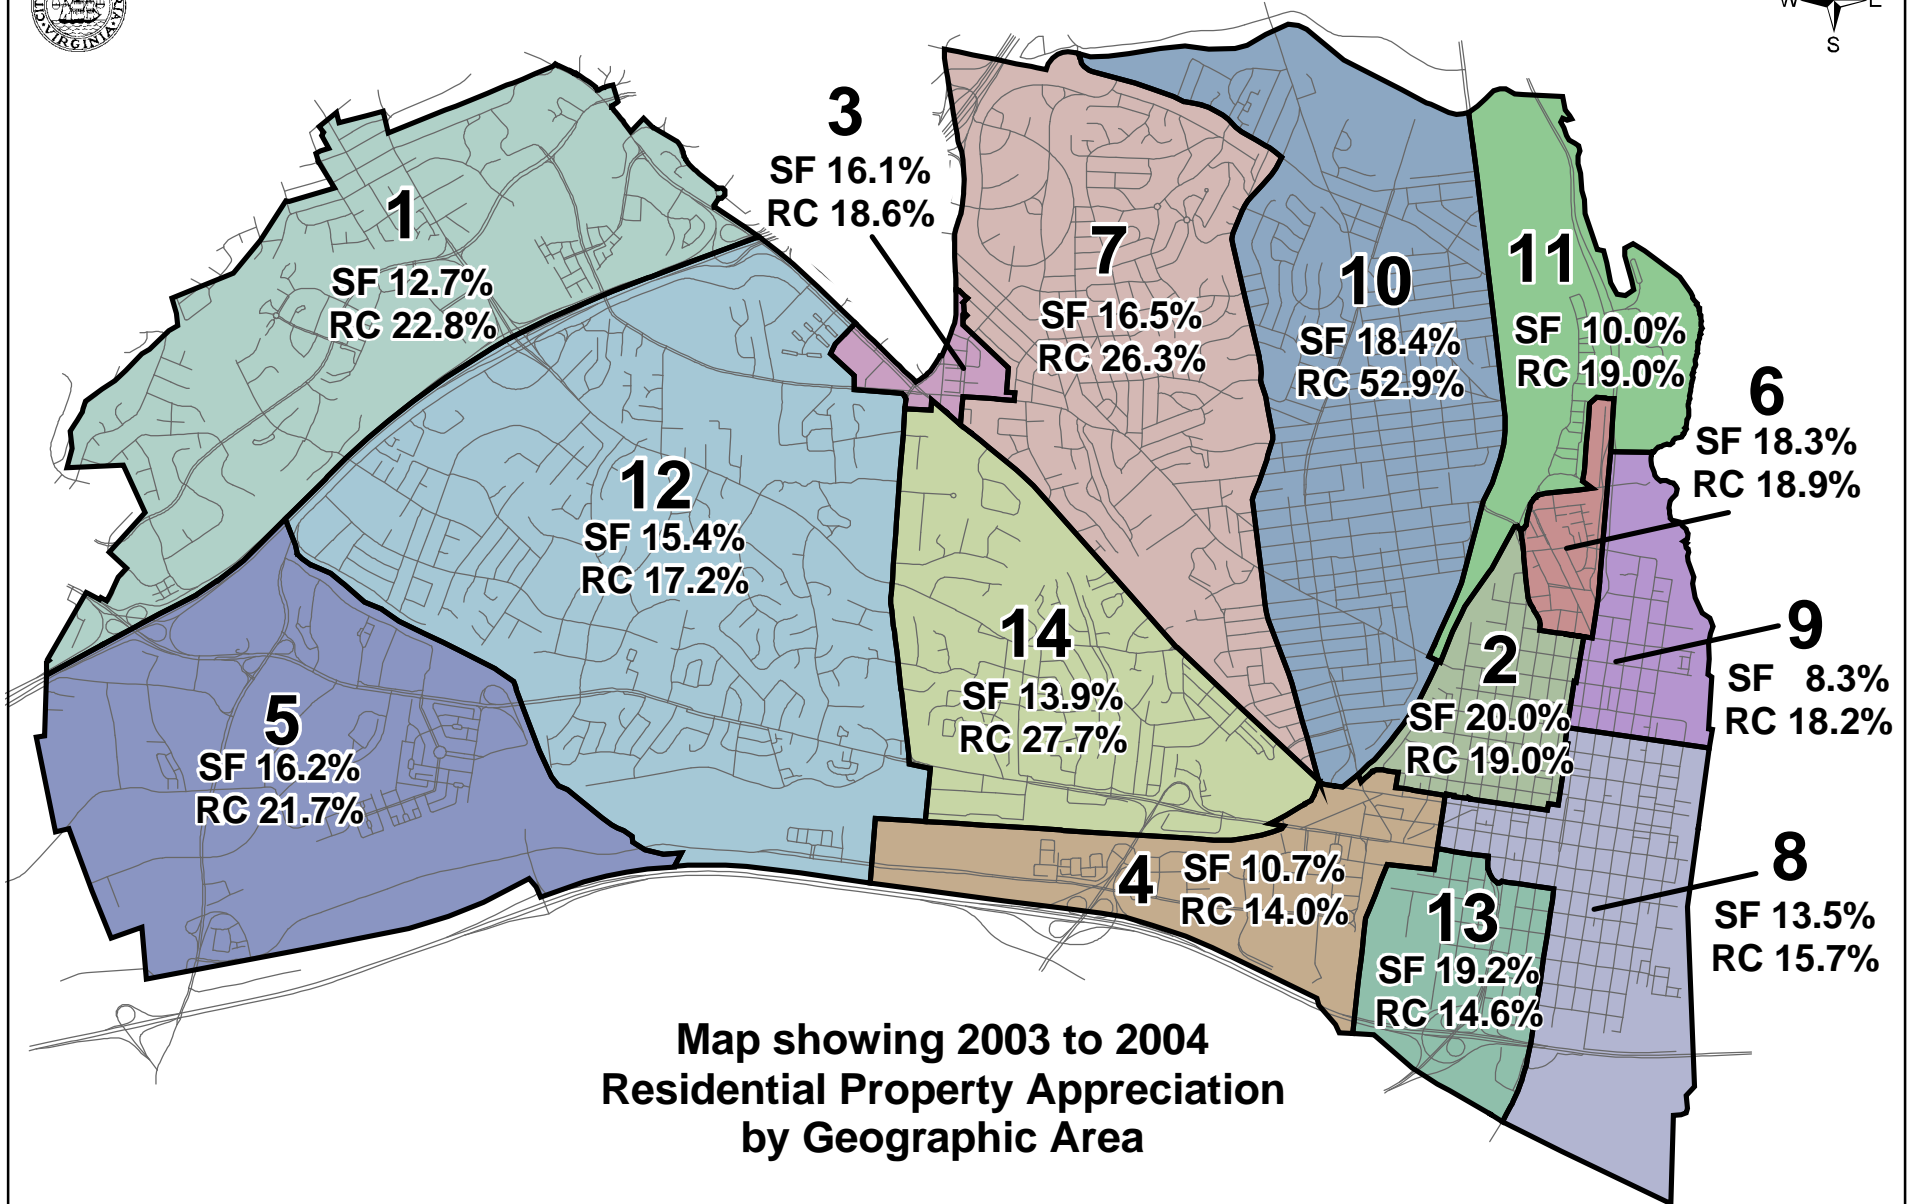 VIRGINIA
W
E
S
3
SF 16.1%
RC 18.6%
1
SF 12.7%
RC 22.8%
7
SF 16.5%
RC 26.3%
10
SF 18.4%
RC 52.9%
11
SF 10.0%
RC 19.0%
6
SF 18.3%
RC 18.9%
12
SF 15.4%
RC 17.2%
14
SF 13.9%
RC 27.7%
9
SF 8.3%
RC 18.2%
2
SF 20.0%
RC 19.0%
5
SF 16.2%
RC 21.7%
4
SF 10.7%
RC 14.0%
8
SF 13.5%
RC 15.7%
13
SF 19.2%
RC 14.6%
Map showing 2003 to 2004
Residential Property Appreciation
by Geographic Area